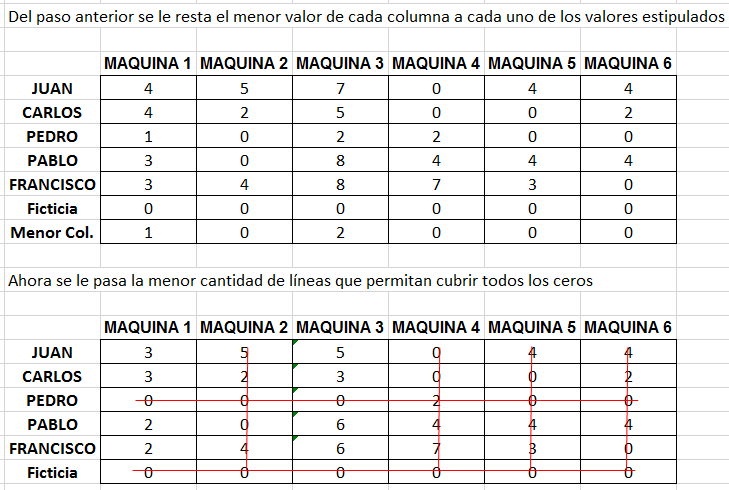 Del paso anterior se le resta el menor valor de cada columna a cada uno de los valores estipulados
MAQUINA 1 MAQUINA 2 MAQUINA 3 MAQUINA 4 MAQUINA 5 MAQUINA 6
JUAN 4 5 7 0 4 4
CARLOS 4 2 5 0 0 2
PEDRO 1 0 2 2 0 0
PABLO 3 0 8 4 4 4
FRANCISCO 3 4 8 7 3 0
Ficticia 0 0 0 0 0 0
Menor Col. 1 0 2 0 0 0
Ahora se le pasa la menor cantidad de líneas que permitan cubrir todos los ceros
MAQUINA 1 MAQUINA 2 MAQUINA 3 MAQUINA 4 MAQUINA 5 MAQUINA 6
JUAN 3 5 5 0 4 4
CARLOS 3 2 3 0 0 2
PEDRO 0 0 0 2 0 0
PABLO 2 0 6 4 4 4
FRANCISCO 2 4 6 7 3 0
Ficticia 0 0 0 0 0 0